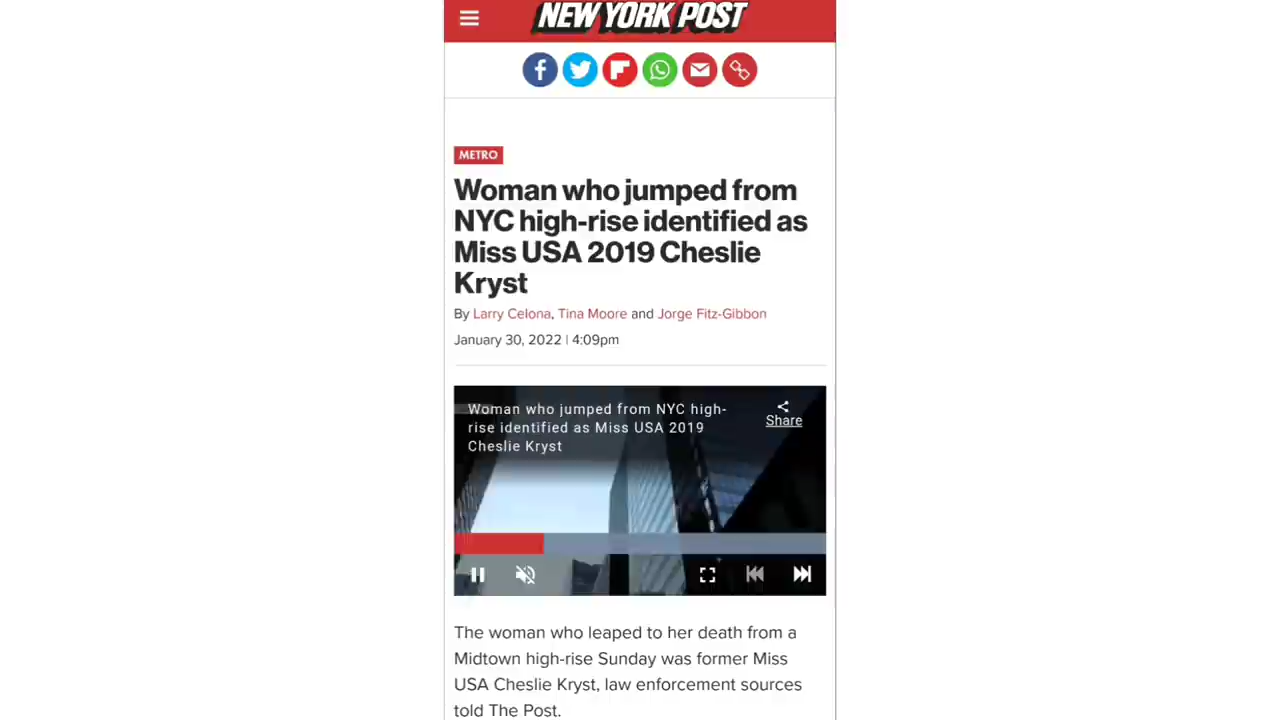 NEW YORK POST
METRO
Woman who jumped from
NYC high-rise identified as
Miss USA 2019 Cheslie
Kryst
By Larry Celona, Tina Moore and Jorge Fitz-Gibbon
January 30, 2022 | 4:09pm
Woman who jumped from NYC high-
rise identified as Miss USA 2019
Cheslie Kryst
Share
The woman who leaped to her death from a
Midtown high-rise Sunday was former Miss
USA Cheslie Kryst, law enforcement sources
told The Post.